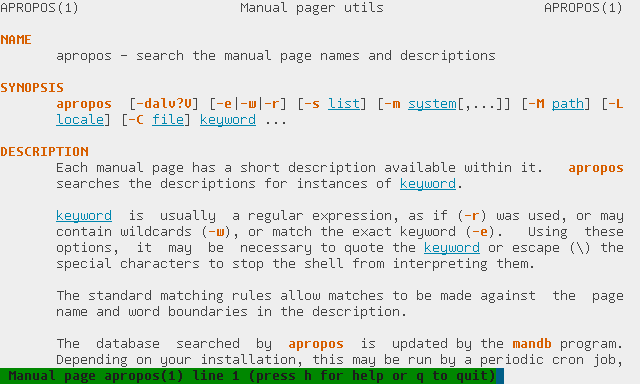 APROPOS(1) Manual pager utils APROPOS(1)
NAME
apropos – search the manual page names and descriptions
SYNOPSIS
apropos [-dalv?V] [-e|-w|-r] [-s list] [-m system[,...]] [-M path] [-L
locale] [-C file] keyword ...
DESCRIPTION
Each manual page has a short description available within it. apropos
searches the descriptions for instances of keyword.
keyword is usually a regular expression, as if (-r) was used, or may
contain wildcards (-w), or match the exact keyword (-e). Using these
options, it may be necessary to quote the keyword or escape (\) the
special characters to stop the shell from interpreting them.
The standard matching rules allow matches to be made against the page
name and word boundaries in the description.
The database searched by apropos is updated by the mandb program.
Depending on your installation, this may be run by a periodic cron job,
Manual page apropos(1) line 1 (press h for help or q to quit)